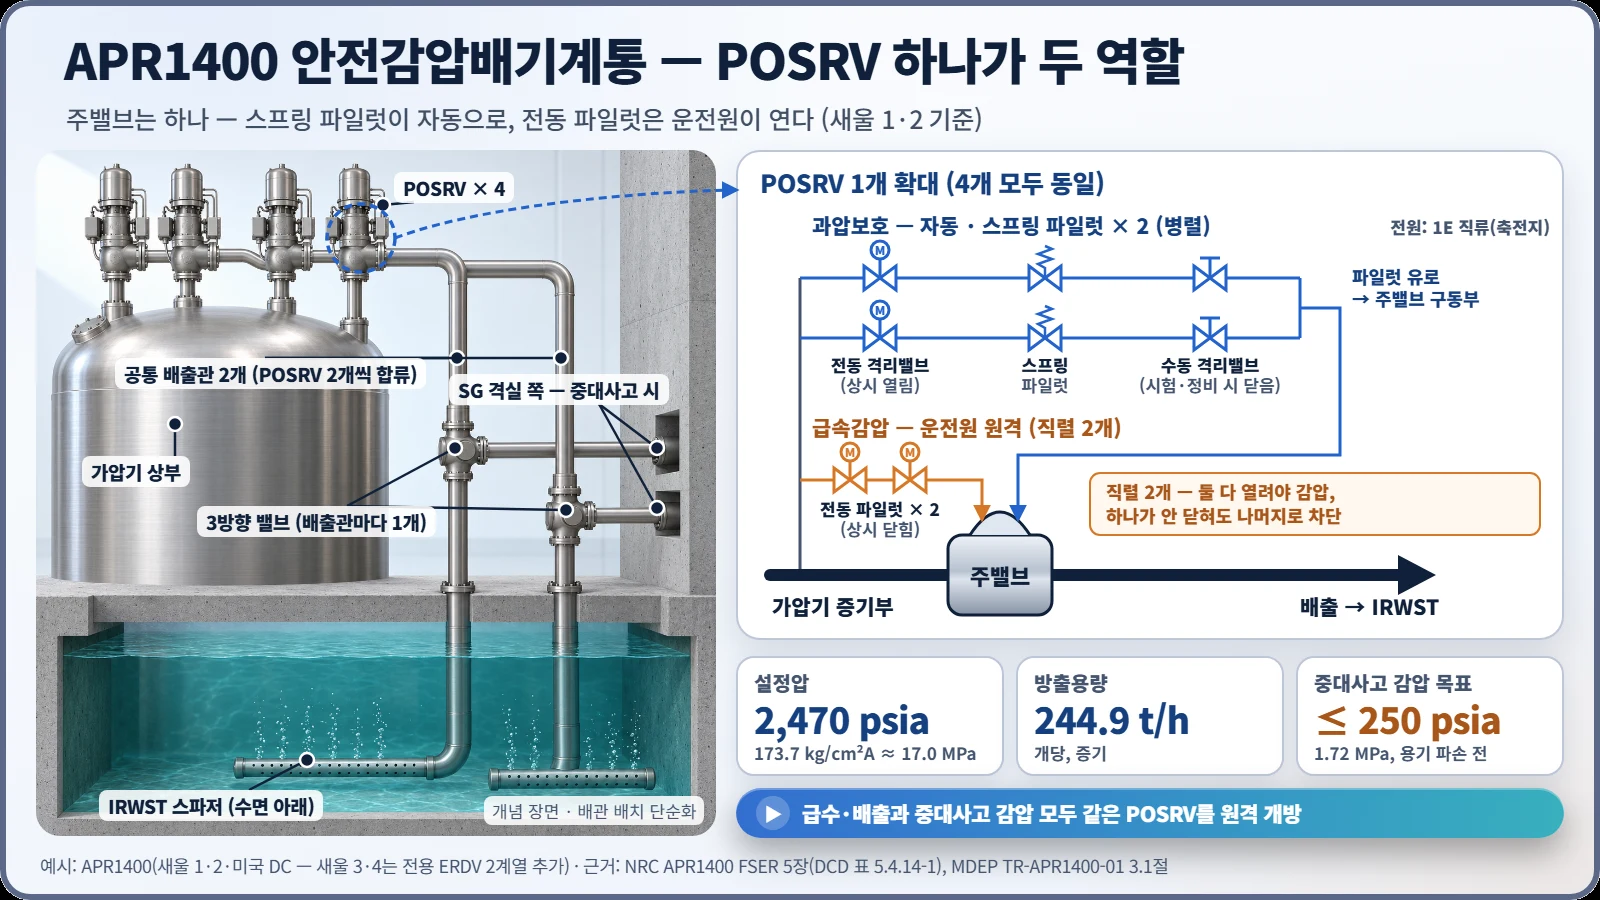 APR1400 안전감압배기계통 — POSRV 하나가 두 역할
주밸브는 하나 — 스프링 파일럿이 자동으로, 전동 파일럿은 운전원이 연다 (새울 1·2 기준)
POSRV × 4
공통 배출관 2개 (POSRV 2개씩 합류)
SG 격실 쪽 — 중대사고 시
가압기 상부
3방향 밸브 (배출관마다 1개)
IRWST 스파저 (수면 아래)
개념 장면 · 배관 배치 단순화
POSRV 1개 확대 (4개 모두 동일)
과압보호 — 자동 · 스프링 파일럿 × 2 (병렬)
전원: 1E 직류(축전지)
M
파일럿 유로
→ 주밸브 구동부
M
전동 격리밸브
(상시 열림)
스프링
파일럿
수동 격리밸브
(시험·정비 시 닫음)
급속감압 — 운전원 원격 (직렬 2개)
M M
전동 파일럿 × 2
(상시 닫힘)
직렬 2개 — 둘 다 열려야 감압,
하나가 안 닫혀도 나머지로 차단
주밸브
가압기 증기부
배출 → IRWST
설정압
2,470 psia
173.7 kg/cm²A ≈ 17.0 MPa
방출용량
244.9 t/h
개당, 증기
중대사고 감압 목표
≤ 250 psia
1.72 MPa, 용기 파손 전
급수·배출과 중대사고 감압 모두 같은 POSRV를 원격 개방
예시: APR1400(새울 1·2·미국 DC — 새울 3·4는 전용 ERDV 2계열 추가) · 근거: NRC APR1400 FSER 5장(DCD 표 5.4.14-1), MDEP TR-APR1400-01 3.1절